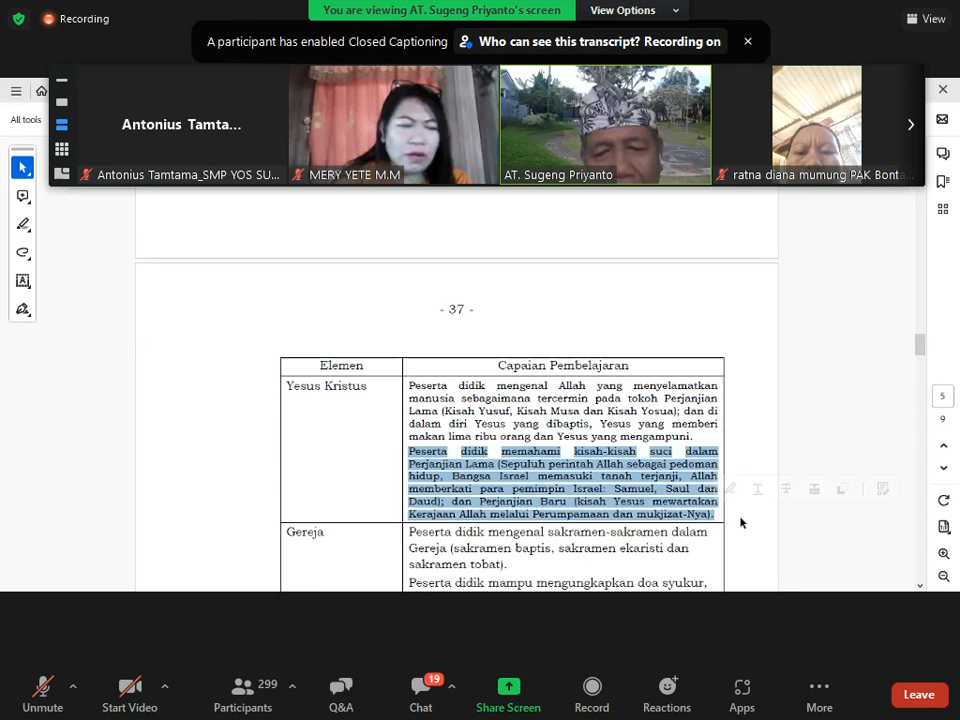 Recording
You are viewing AT. Sugeng Priyanto's screen
View Options
View
A participant has enabled Closed Captioning
Who can see this transcript? Recording on
Antonius Tamta...
Antonius Tamtama_SMP YOS SU...
MERY YETE M.M
AT. Sugeng Priyanto
ratna diana mumung PAK Bonta...
All tools
- 37 -
Elemen
Capaian Pembelajaran
Yesus Kristus
Peserta didik mengenal Allah yang menyelamatkan
manusia sebagaimana tercermin pada tokoh Perjanjian
Lama (Kisah Yusuf, Kisah Musa dan Kisah Yosua); dan di
dalam diri Yesus yang dibaptis, Yesus yang memberi
makan lima ribu orang dan Yesus yang mengampuni.
Peserta didik memahami kisah-kisah suci dalam
Perjanjian Lama (Sepuluh perintah Allah sebagai pedoman
hidup, Bangsa Israel memasuki tanah terjanji, Allah
memberkati para pemimpin Israel: Samuel, Saul dan
Daud); dan Perjanjian Baru (kisah Yesus mewartakan
Kerajaan Allah melalui Perumpamaan dan mukjizat-Nya).
Gereja
Peserta didik mengenal sakramen-sakramen dalam
Gereja (sakramen baptis, sakramen ekaristi dan
sakramen tobat).
Peserta didik mampu mengungkapkan doa syukur,
5
9
Unmute
Start Video
299
Participants
Q&A
19
Chat
Share Screen
Record
Reactions
Apps
More
Leave